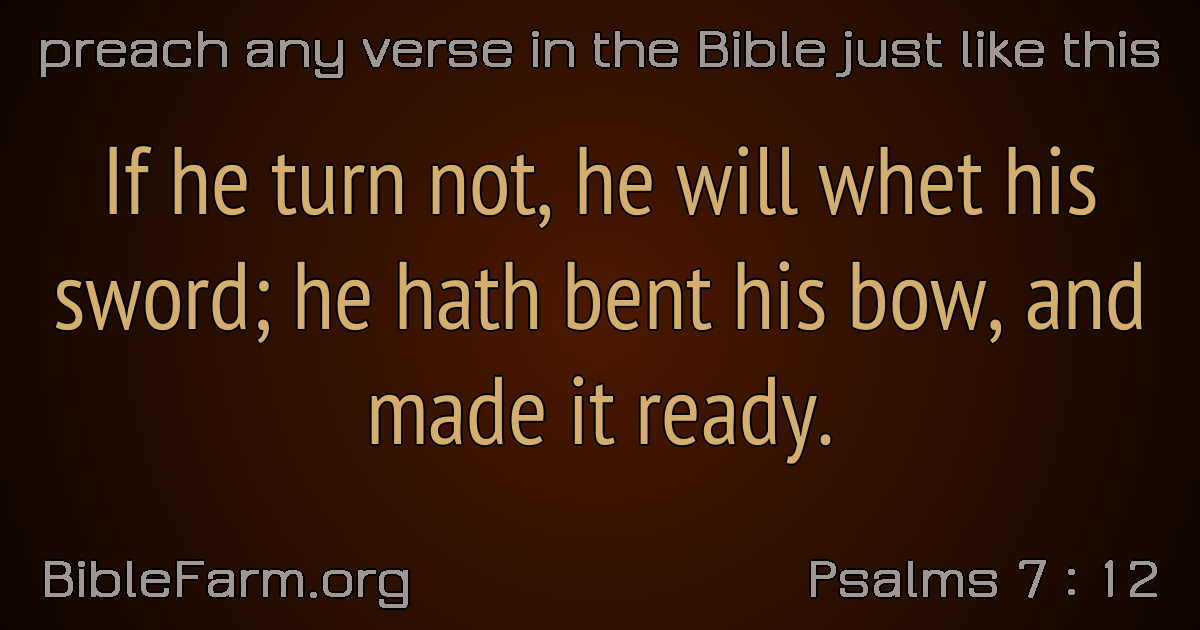 preach any verse in the Bible just like this
If he turn not, he will whet his
sword; he hath bent his bow, and
made it ready.
BibleFarm.org
Psalms 7 : 12